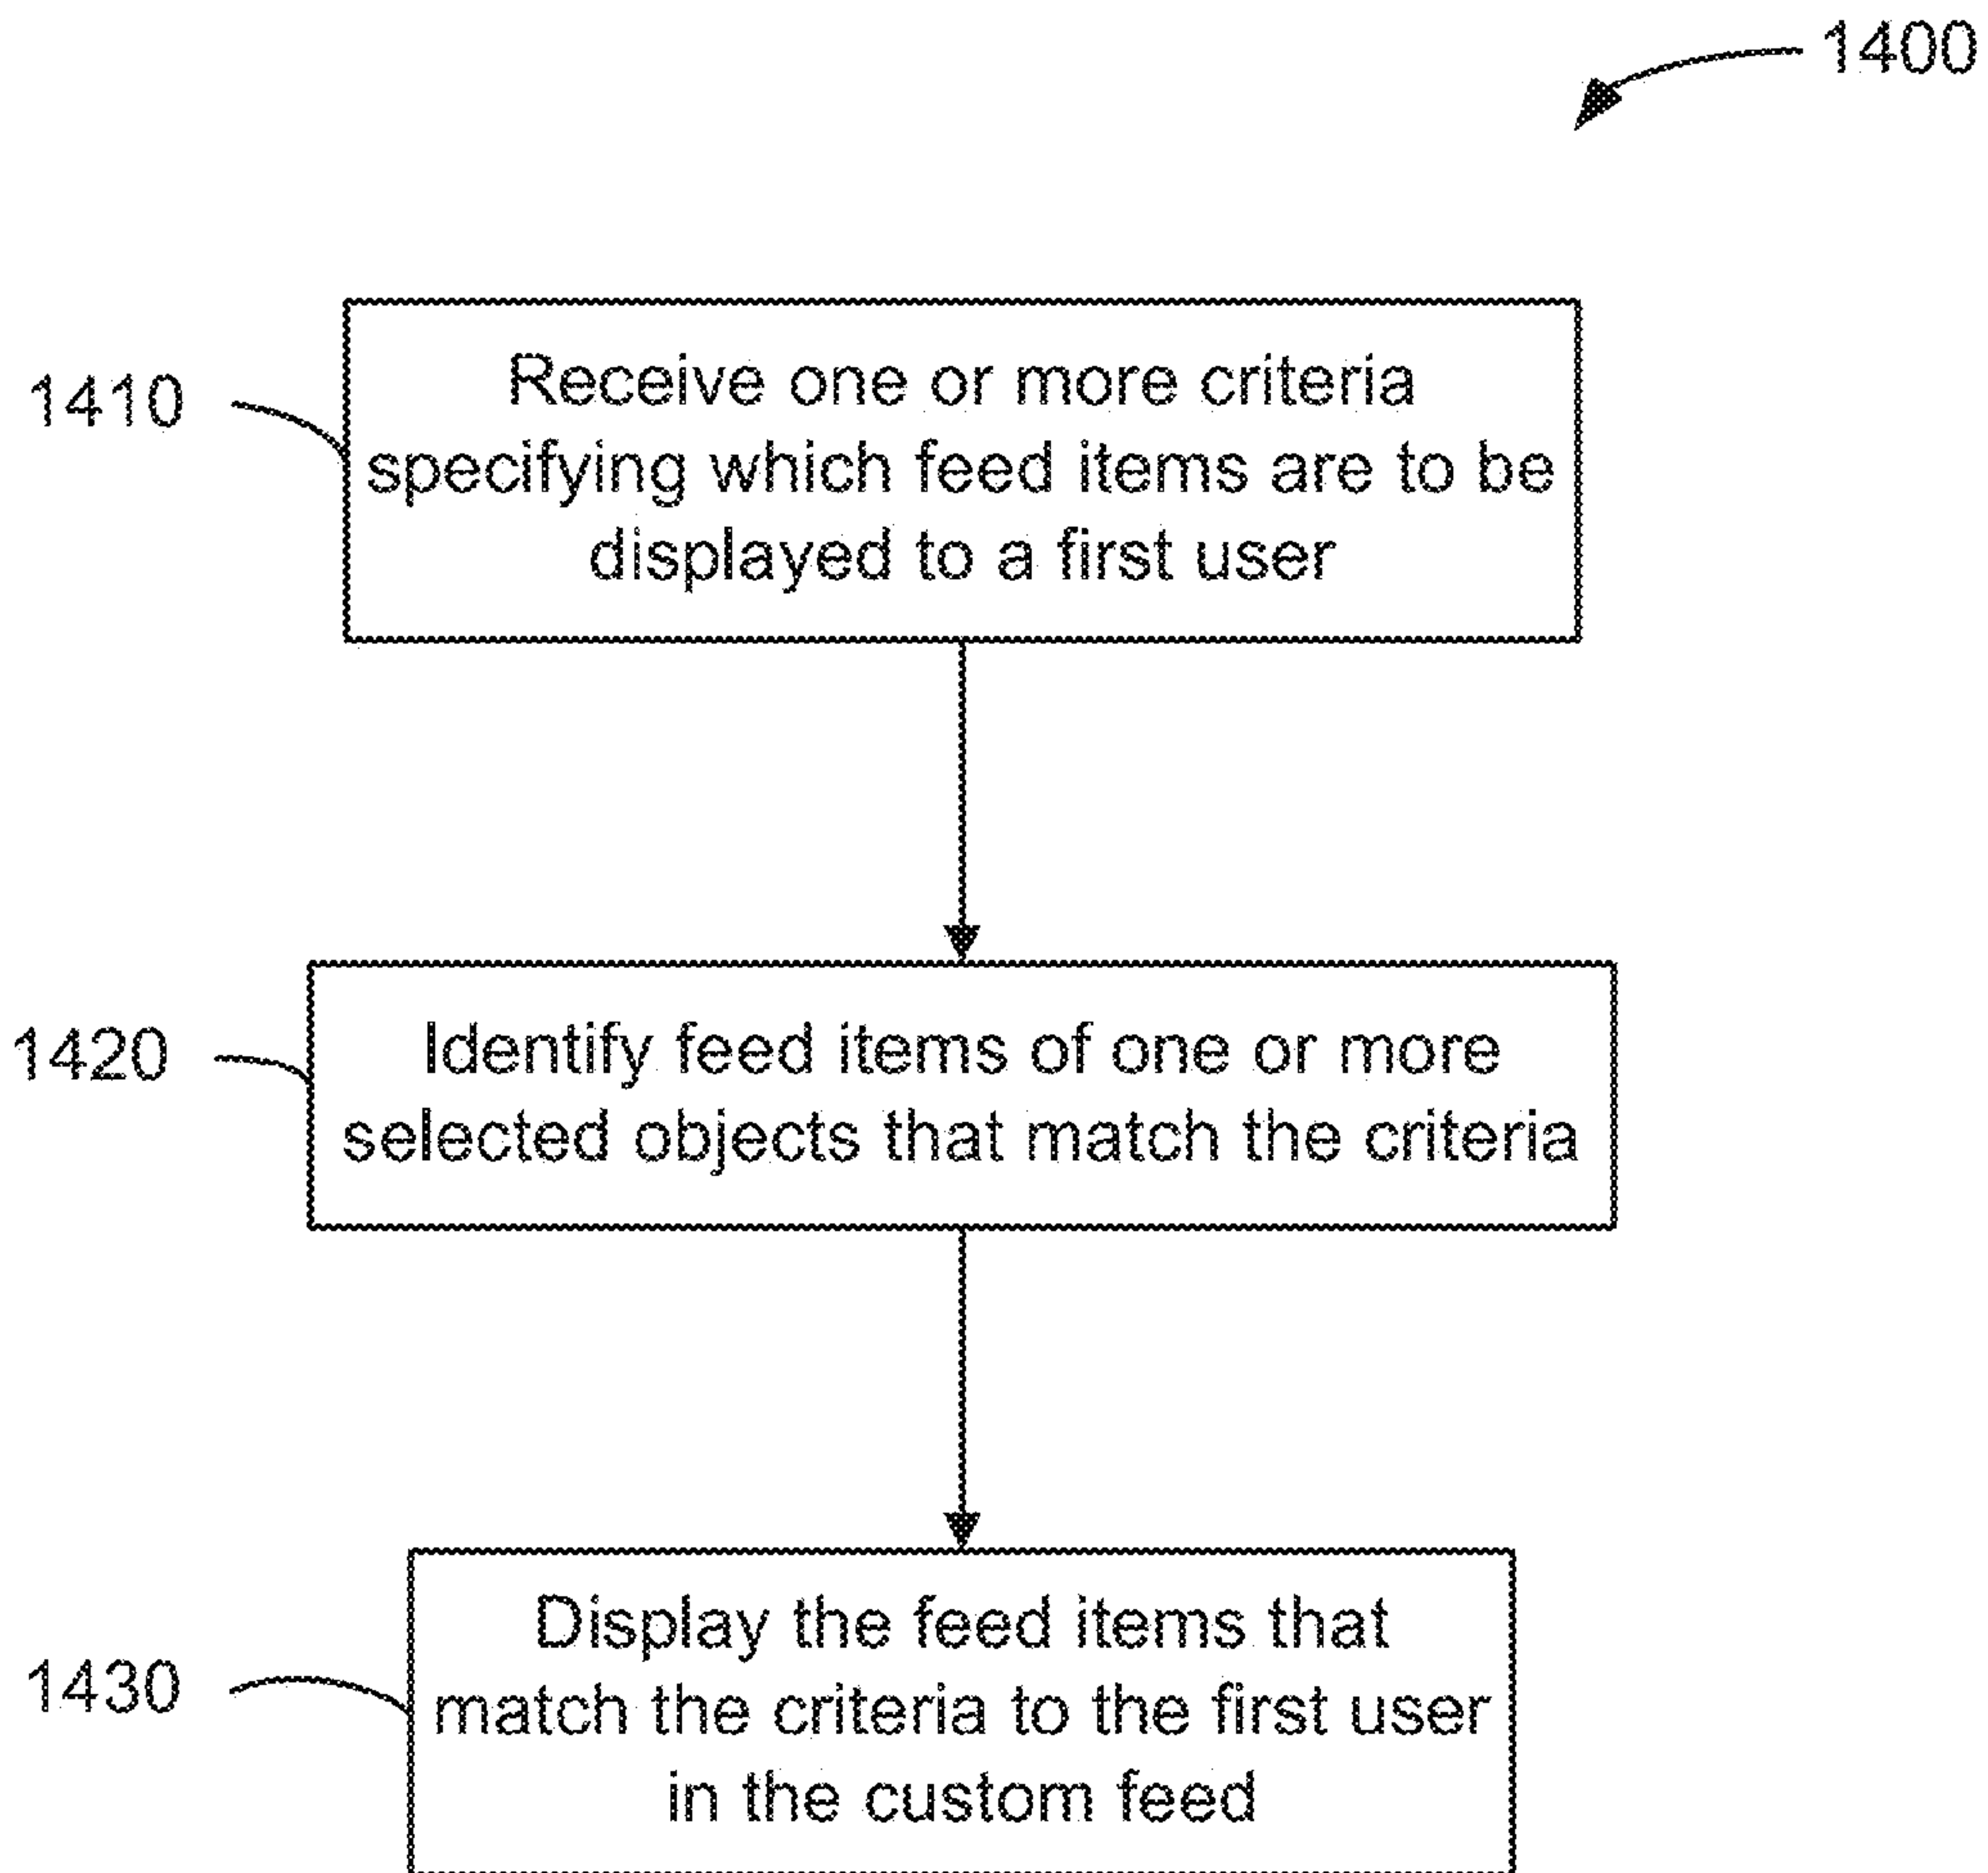 1400
1410
Receive one or more criteria
specifying which feed items are to be
displayed to a first user
1420
Identify feed items of one or more
selected objects that match the criteria
1430
Display the feed items that
match the criteria to the first user
in the custom feed